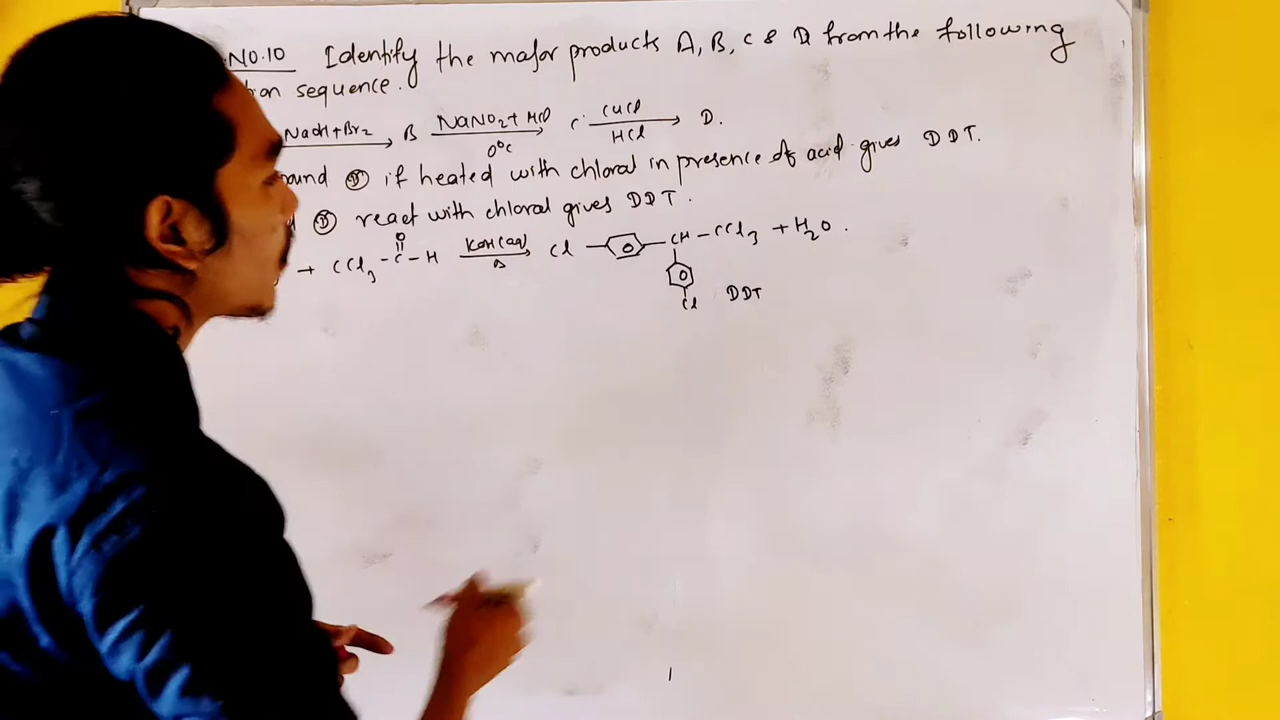 No.10 Identify the major products A, B, C & D from the following
on sequence.
NaOH+Br2 B NaNO2+HCl 0°C C CuCl HCl D.
ound D if heated with chloral in presence of acid gives DDT.
D react with chloral gives DDT.
+ CCl3-C-H O KOH(aq) Δ Cl CH-CCl3 + H2O.
Cl DDT